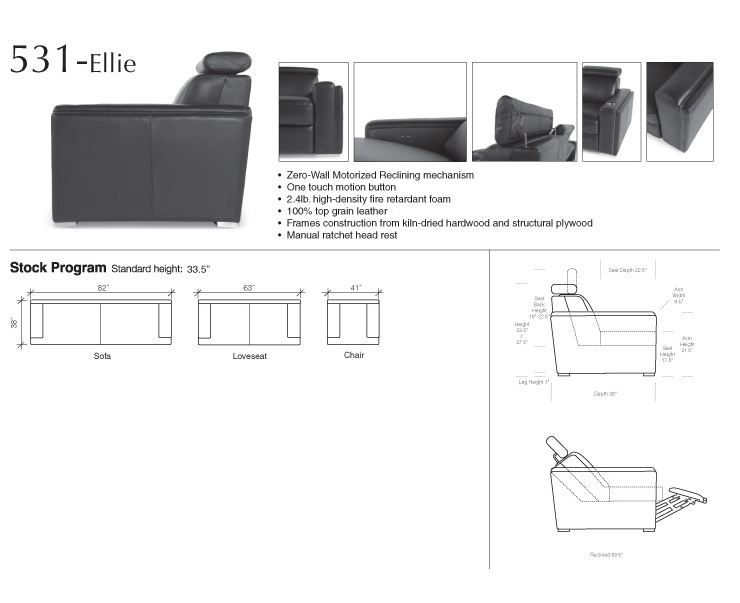 531-Ellie
• Zero-Wall Motorized Reclining mechanism
• One touch motion button
• 2.4lb. high-density fire retardant foam
• 100% top grain leather
• Frames construction from kiln-dried hardwood and structural plywood
• Manual ratchet head rest
Stock Program Standard height: 33.5"
82"
63"
41"
38"
Sofa
Loveseat
Chair
Seat Depth 22.5"
Arm
Width
9.5"
Seat
Back
Height
Height
33.5"
|
37.5"
Seat
Height
17.5"
Arm
Height
21.5"
Leg Height 1"
Depth 38"
Reclined 69.5"